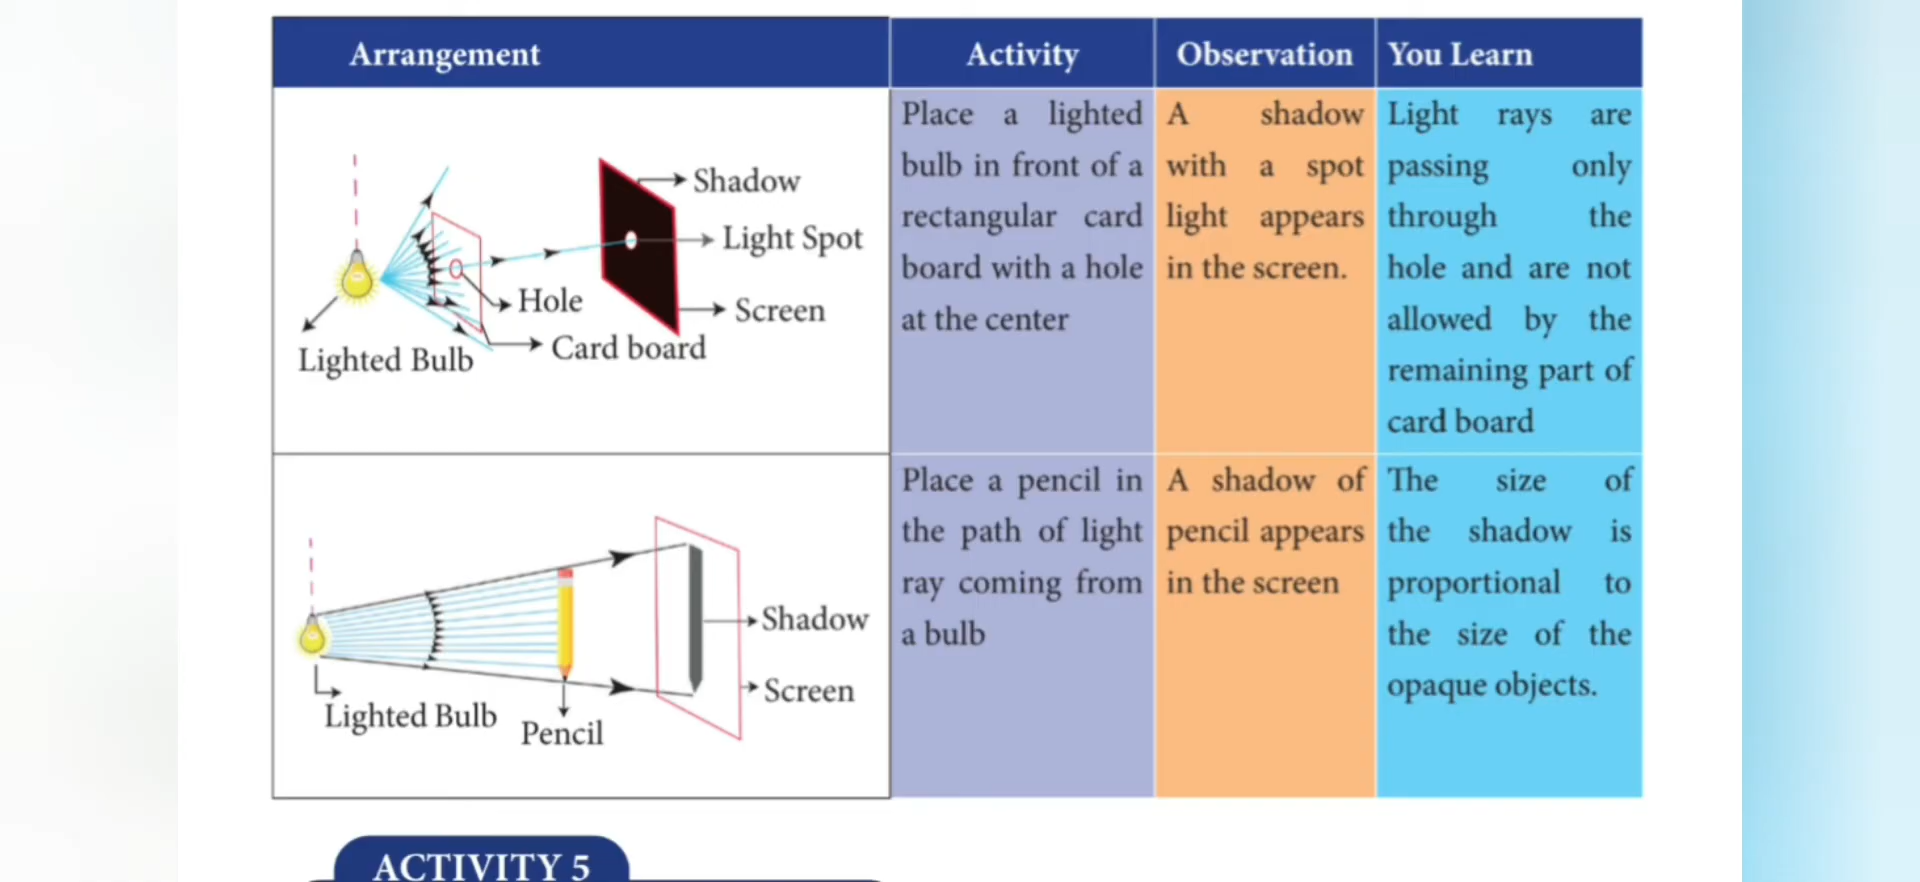 Arrangement
Activity
Observation
You Learn
Shadow
Light Spot
Hole
Screen
Card board
Lighted Bulb
Place a lighted
bulb in front of a
rectangular card
board with a hole
at the center
A shadow
with a spot
light appears
in the screen.
Light rays are
passing only
through the
hole and are not
allowed by the
remaining part of
card board
Shadow
Screen
Lighted Bulb
Pencil
Place a pencil in
the path of light
ray coming from
a bulb
A shadow of
pencil appears
in the screen
The size of
the shadow is
proportional to
the size of the
opaque objects.
ACTIVITY 5